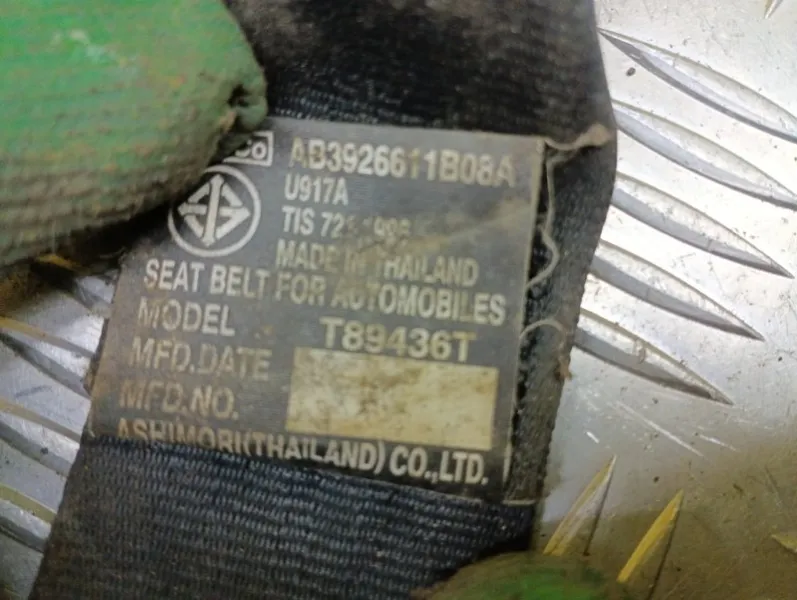 AB3926611B08A
U917A
TIS
MADE IN THAILAND
SEAT BELT FOR AUTOMOBILES
MODEL T89436T
MFD.DATE
MFD.NO.
ASHIMORI(THAILAND) CO.,LTD.